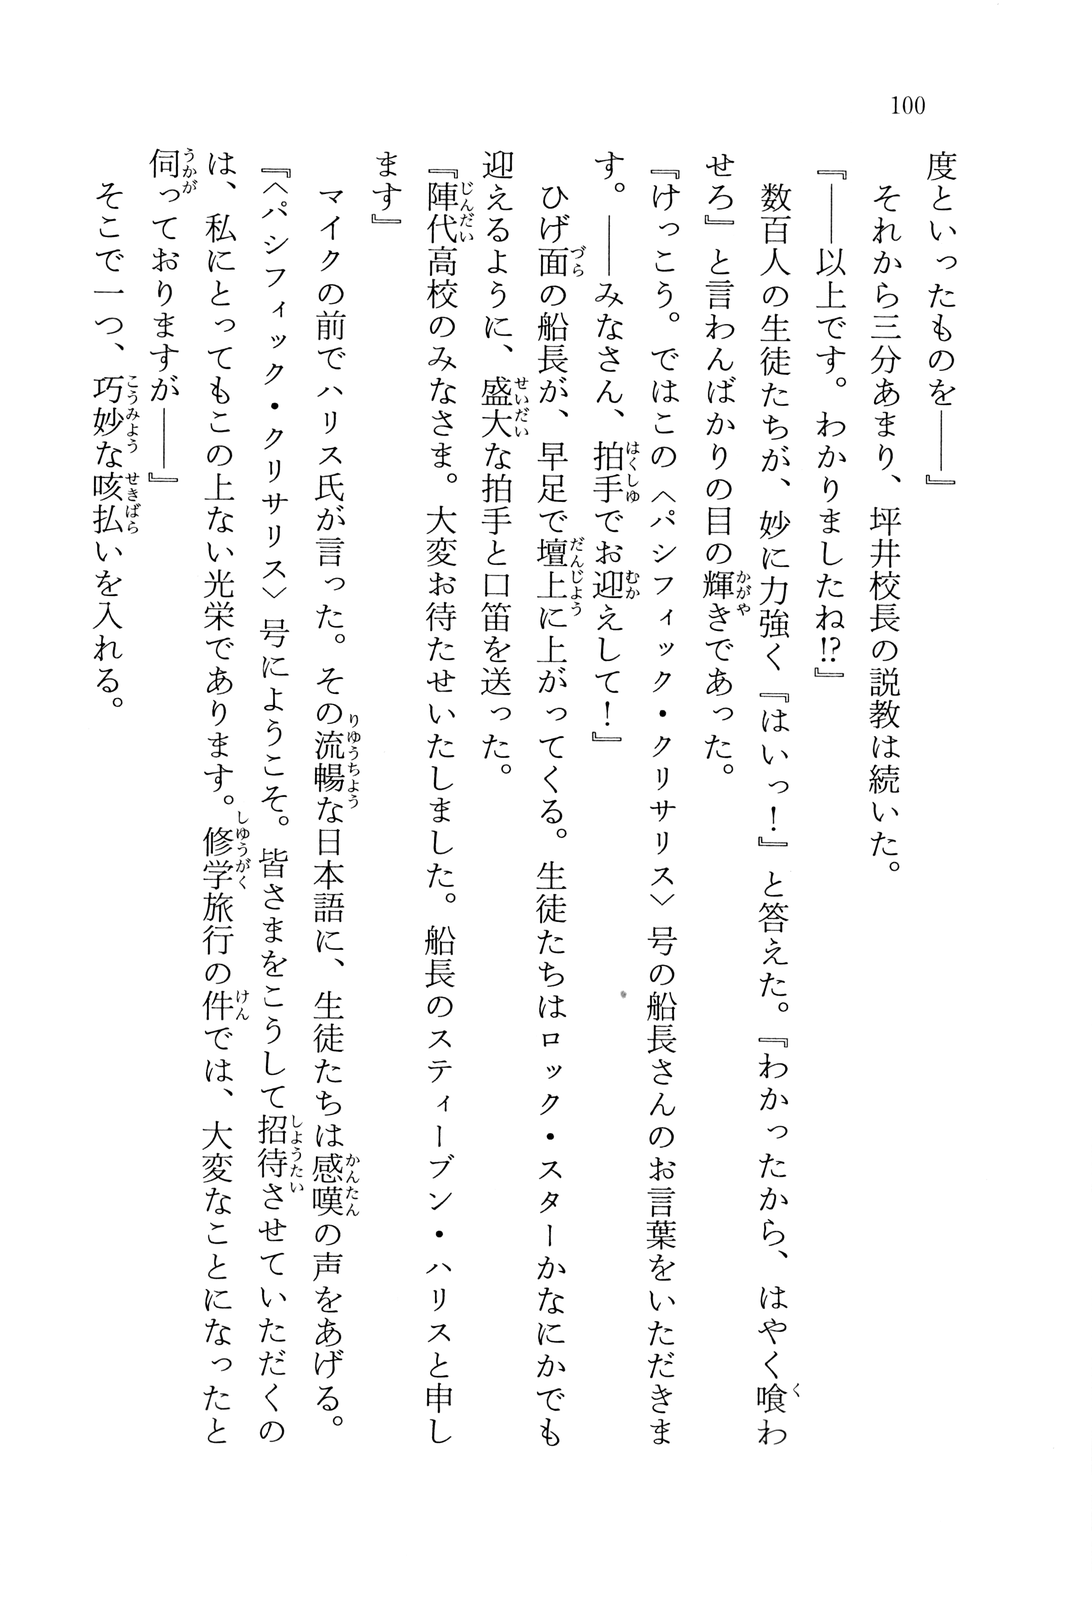 100
度といったものを――』
それから三分あまり、坪井校長の説教は続いた。
『――以上です。わかりましたね!?』
数百人の生徒たちが、妙に力強く『はいっ！』と答えた。『わかったから、はやく喰わ
せろ』と言わんばかりの目の輝きであった。
『けっこう。ではこの〈パシフィック・クリサリス〉号の船長さんのお言葉をいただきま
す。――みなさん、拍手でお迎えして！』
ひげ面の船長が、早足で壇上に上がってくる。生徒たちはロック・スターかなにかでも
迎えるように、盛大な拍手と口笛を送った。
『陣代高校のみなさま。大変お待たせいたしました。船長のスティーブン・ハリスと申し
ます』
マイクの前でハリス氏が言った。その流暢な日本語に、生徒たちは感嘆の声をあげる。
『〈パシフィック・クリサリス〉号にようこそ。皆さまをこうして招待させていただくの
は、私にとってもこの上ない光栄であります。修学旅行の件では、大変なことになったと
伺っておりますが――』
そこで一つ、巧妙な咳払いを入れる。